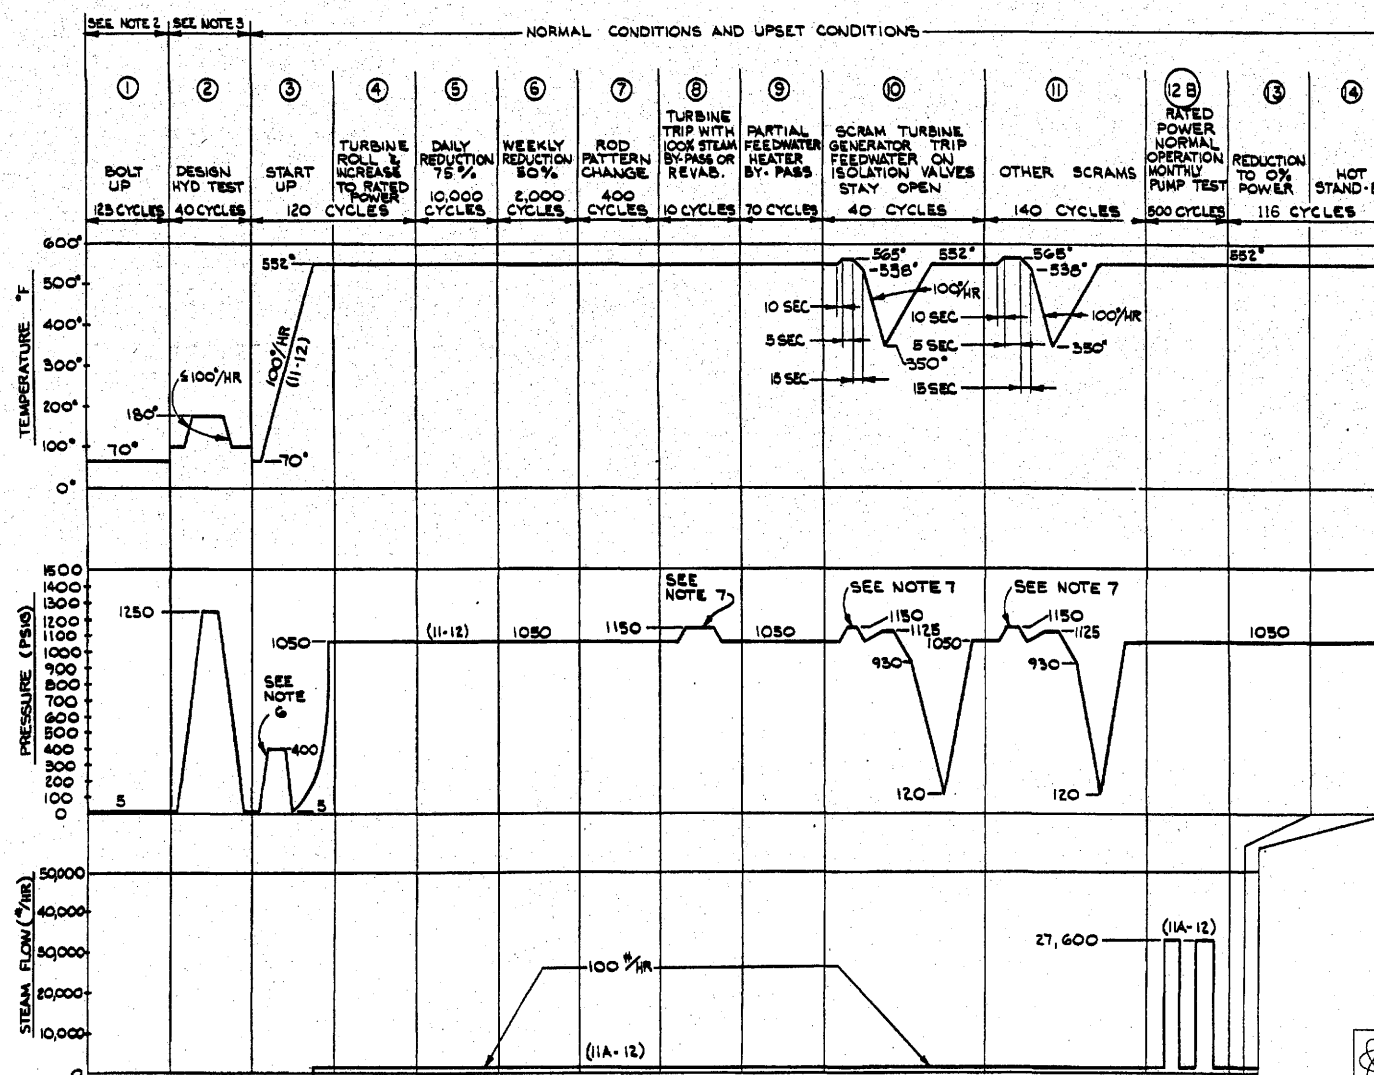 SEE NOTE 2
SEE NOTE 3
NORMAL CONDITIONS AND UPSET CONDITIONS
1
2
3
4
5
6
7
8
9
10
11
12 B
13
14
BOLT
UP
125 CYCLES
DESIGN
HYD TEST
40 CYCLES
START
UP
TURBINE
ROLL &
INCREASE
TO RATED
POWER
120 CYCLES
DAILY
REDUCTION
75%
10,000
CYCLES
WEEKLY
REDUCTION
50%
2,000
CYCLES
ROD
PATTERN
CHANGE
400
CYCLES
TURBINE
TRIP WITH
100% STEAM
BY-PASS OR
REVAB.
10 CYCLES
PARTIAL
FEEDWATER
HEATER
BY-PASS
70 CYCLES
SCRAM TURBINE
GENERATOR TRIP
FEEDWATER ON
ISOLATION VALVES
STAY OPEN
40 CYCLES
OTHER SCRAMS
140 CYCLES
RATED
POWER
NORMAL
OPERATION
MONTHLY
PUMP TEST
500 CYCLES
REDUCTION
TO 0%
POWER
HOT
STAND-
116 CYCLES
TEMPERATURE °F
600°
500°
400°
300°
200°
100°
0°
70°
180°
≤100°/HR
552°
100°/HR
(11-12)
70°
565°
538°
552°
100°/HR
10 SEC
5 SEC
15 SEC
350°
565°
538°
10 SEC
100°/HR
5 SEC
350°
15 SEC
552°
PRESSURE (PSIG)
1500
1400
1300
1200
1100
1000
900
800
700
600
500
400
300
200
100
0
5
1250
1050
SEE
NOTE
6
400
5
(11-12)
1050
1150
SEE
NOTE 7
1050
SEE NOTE 7
1150
1125
1050
930
120
SEE NOTE 7
1150
1125
930
120
1050
STEAM FLOW (#/HR)
50,000
40,000
30,000
20,000
10,000
0
100 #/HR
(11A-12)
27,600
(11A-12)